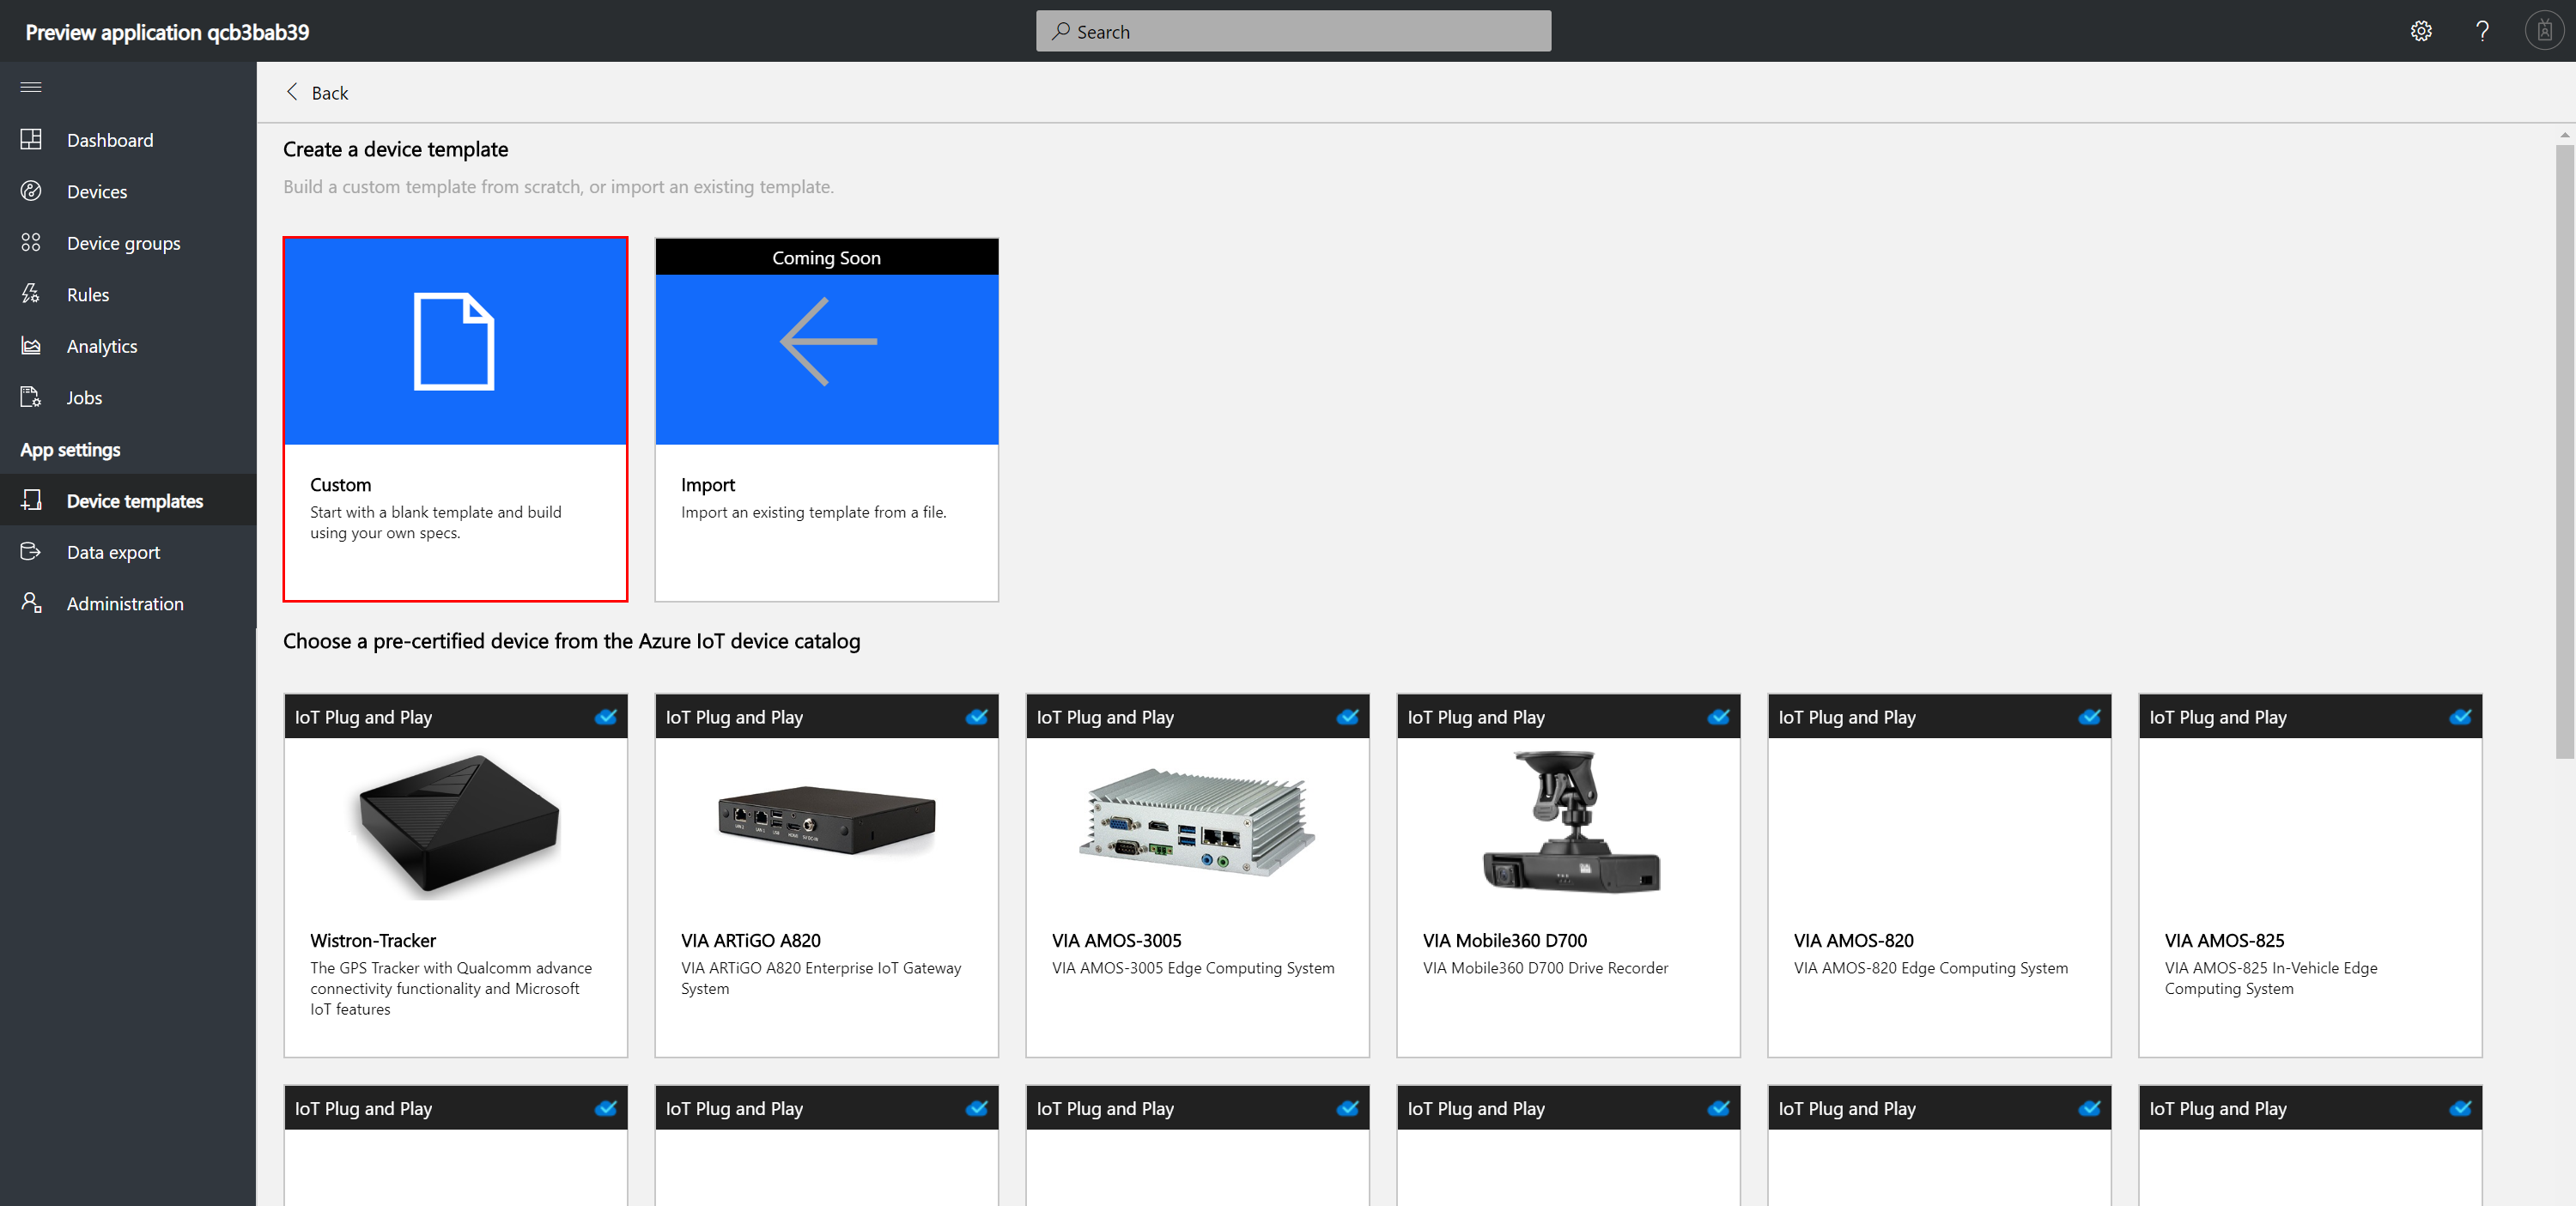 Preview application qcb3bab39
Search
?
Back
Dashboard
Devices
Device groups
Rules
Analytics
Jobs
App settings
Device templates
Data export
Administration
Create a device template
Build a custom template from scratch, or import an existing template.
Custom
Start with a blank template and build
using your own specs.
Coming Soon
Import
Import an existing template from a file.
Choose a pre-certified device from the Azure IoT device catalog
IoT Plug and Play
Wistron-Tracker
The GPS Tracker with Qualcomm advance
connectivity functionality and Microsoft
IoT features
IoT Plug and Play
VIA ARTiGO A820
VIA ARTiGO A820 Enterprise IoT Gateway
System
IoT Plug and Play
VIA AMOS-3005
VIA AMOS-3005 Edge Computing System
IoT Plug and Play
VIA Mobile360 D700
VIA Mobile360 D700 Drive Recorder
IoT Plug and Play
VIA AMOS-820
VIA AMOS-820 Edge Computing System
IoT Plug and Play
VIA AMOS-825
VIA AMOS-825 In-Vehicle Edge
Computing System
IoT Plug and Play
IoT Plug and Play
IoT Plug and Play
IoT Plug and Play
IoT Plug and Play
IoT Plug and Play